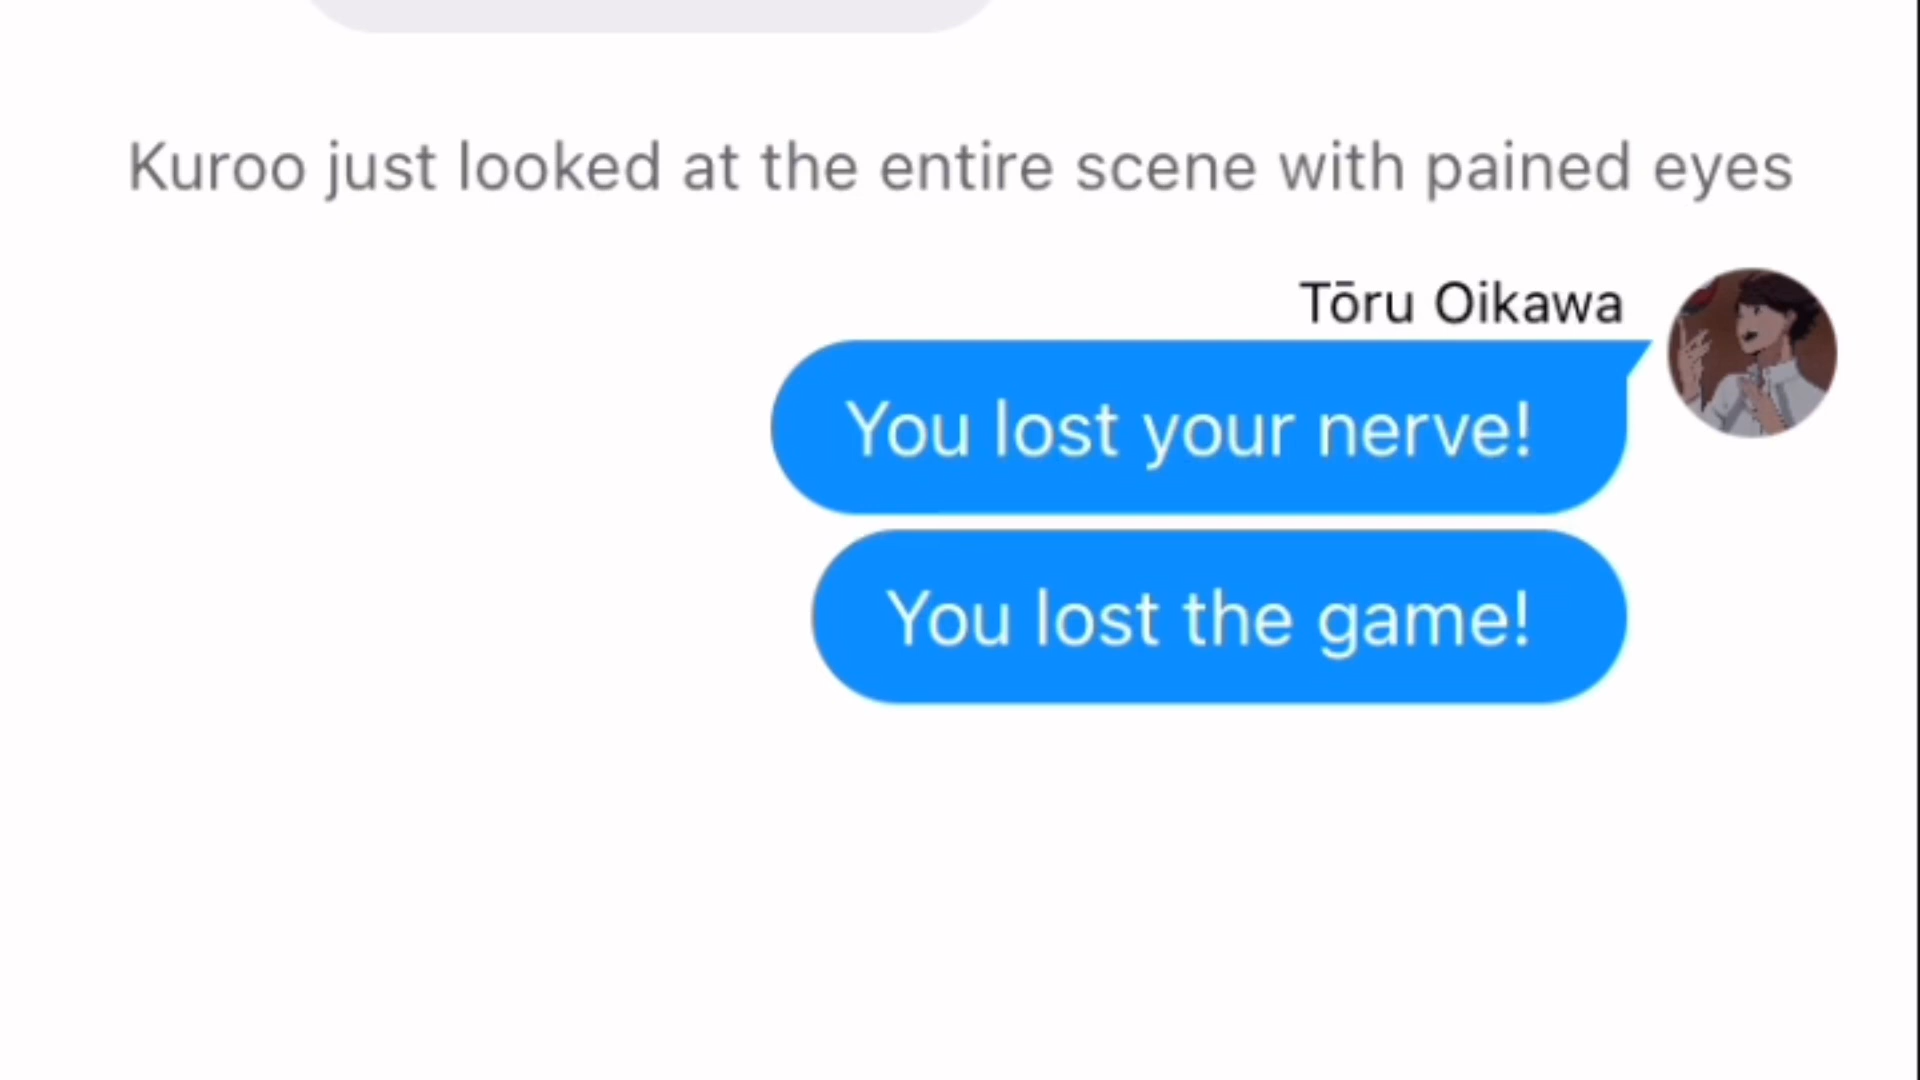 Kuroo just looked at the entire scene with pained eyes
Tōru Oikawa
You lost your nerve!
You lost the game!